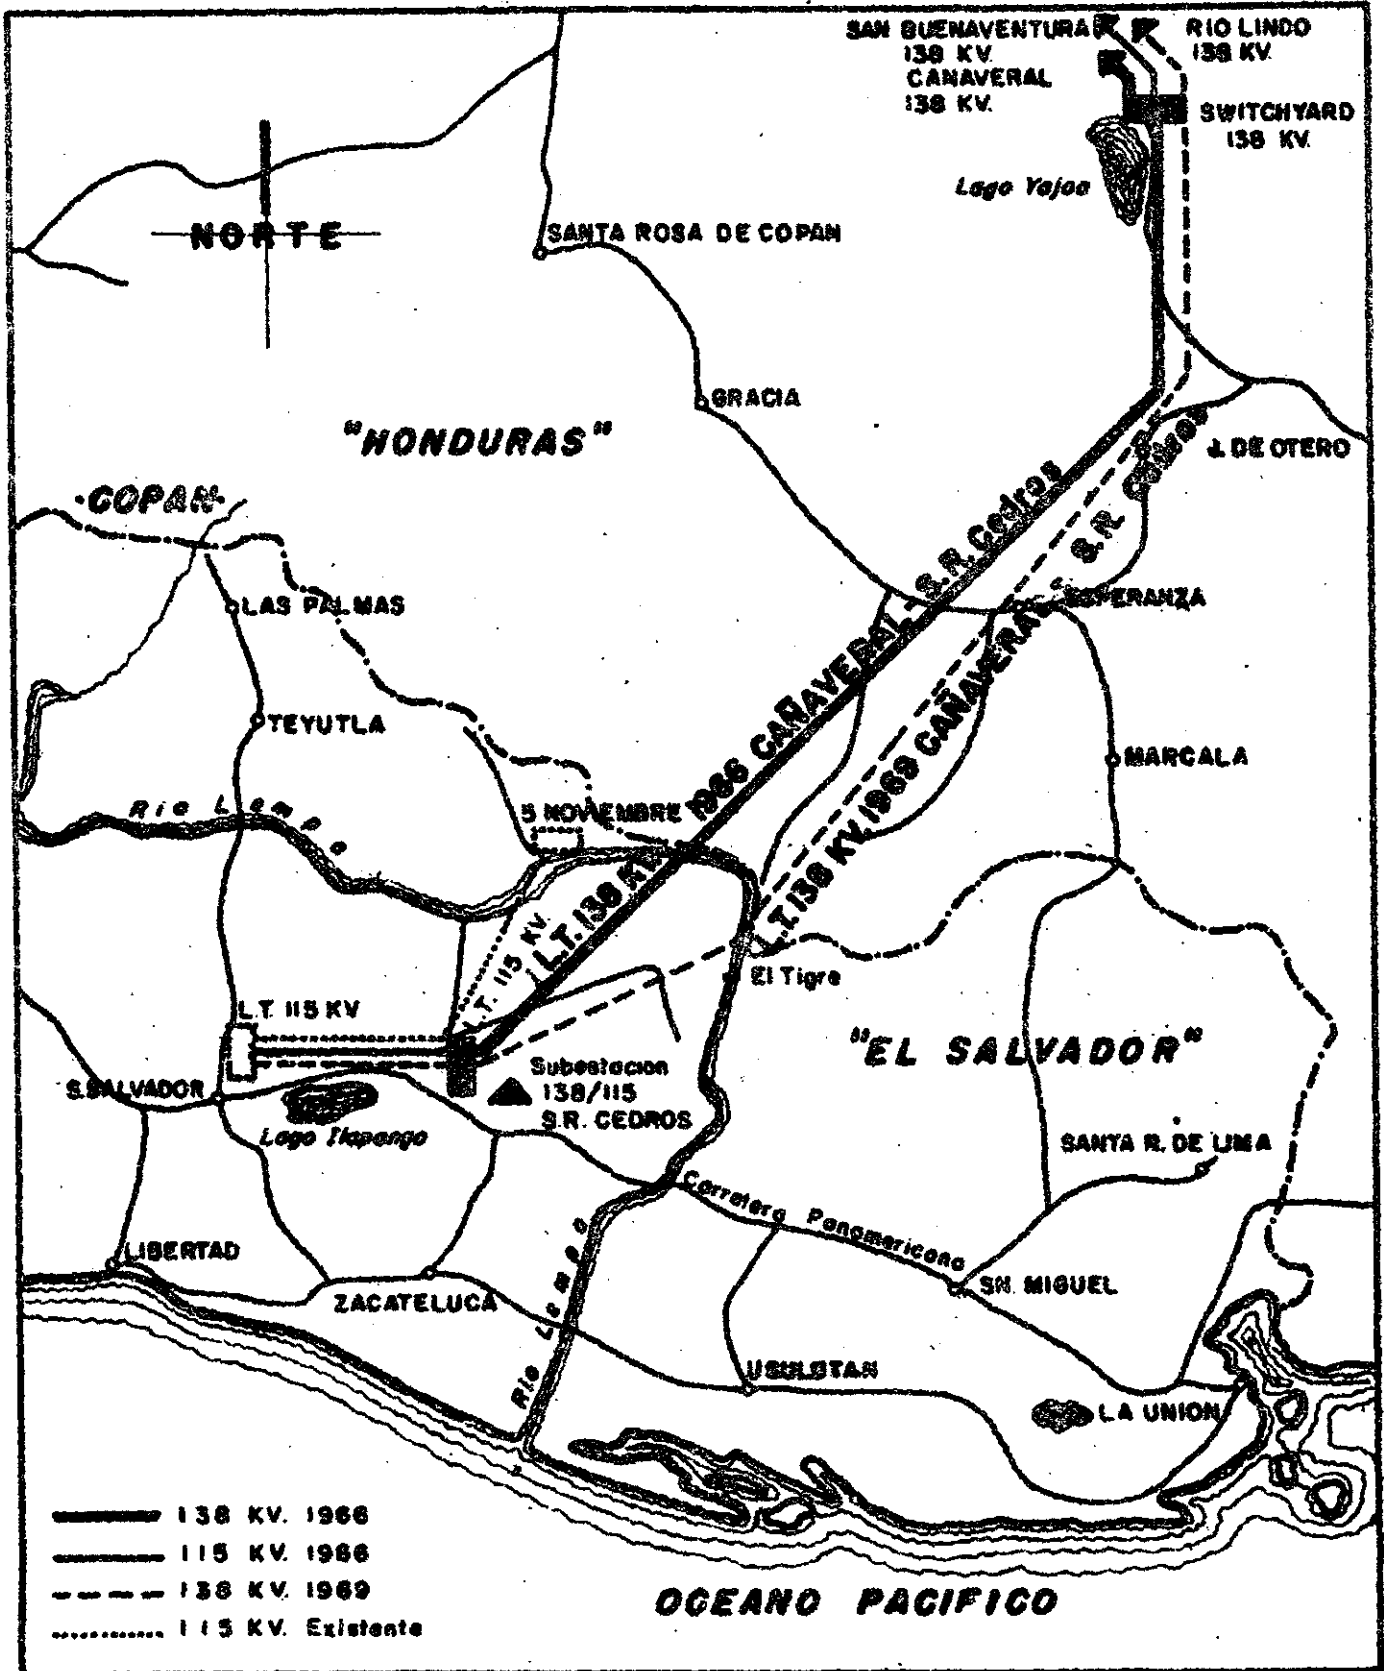 SAN BUENAVENTURA
138 KV.
CANAVERAL
138 KV.
RIO LINDO
138 KV.
SWITCHYARD
138 KV.
Lago Yojoa
NORTE
SANTA ROSA DE COPAN
GRACIA
"HONDURAS"
J. DE OTERO
·COPAN·
LAS PALMAS
ESPERANZA
TEYUTLA
MARCALA
Rio Lempa
5 NOVIEMBRE
L.T. 138 KV. 1966 CAÑAVERAL - S.R. Cedros
L.T. 138 KV. 1969 CAÑAVERAL - S.R. Cedros
L.T. 115 KV.
El Tigre
L.T. 115 KV
"EL SALVADOR"
S.SALVADOR
Subestacion
138/115
S.R. CEDROS
Lago Ilopango
SANTA R. DE LIMA
Carretera Panamericana
LIBERTAD
Rio Lempa
ZACATELUCA
SN. MIGUEL
USULUTAN
LA UNION
138 KV. 1966
115 KV. 1966
138 KV. 1969
115 KV. Existente
OCEANO PACIFICO